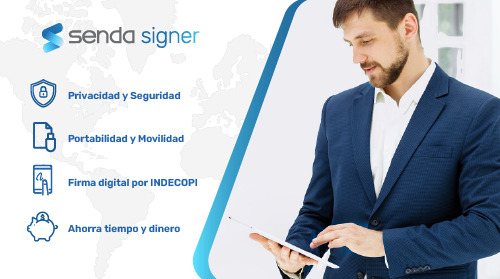 senda signer
Privacidad y Seguridad
Portabilidad y Movilidad
Firma digital por INDECOPI
Ahorra tiempo y dinero